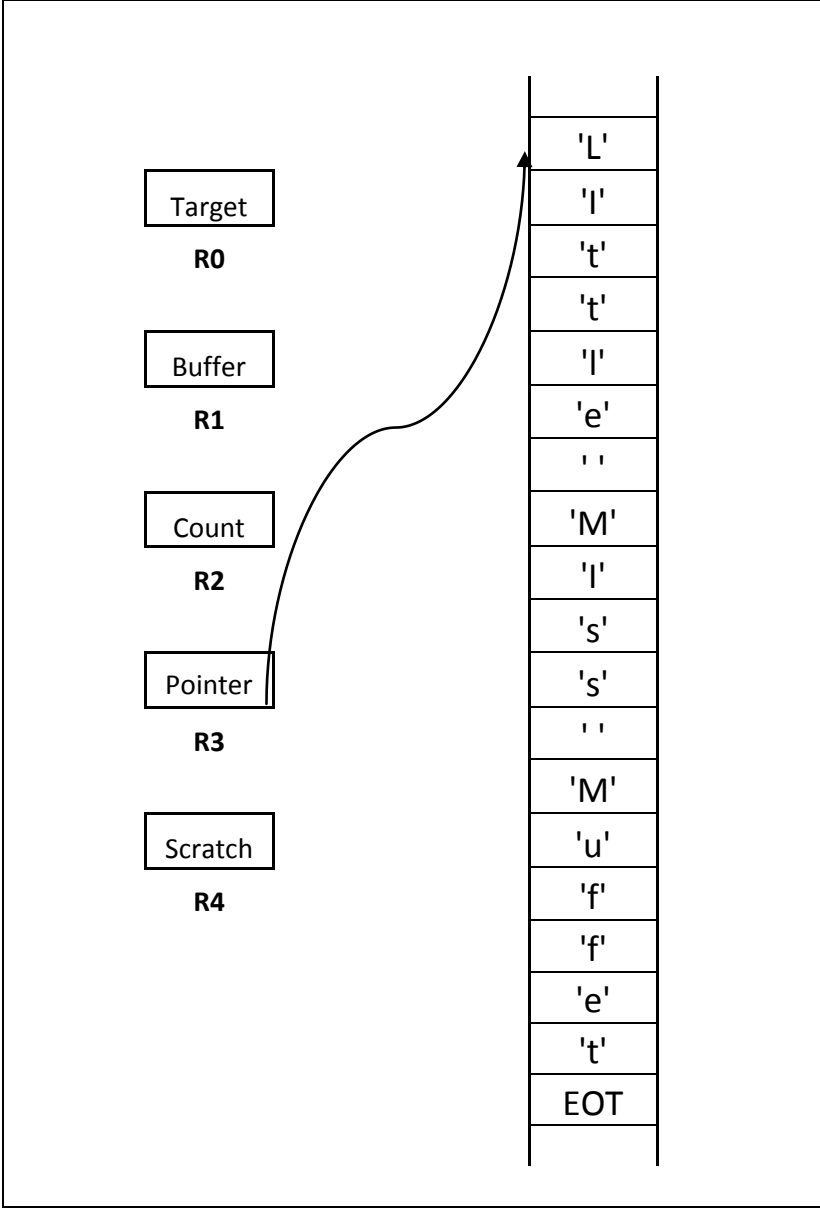 Target
R0
Buffer
R1
Count
R2
Pointer
R3
Scratch
R4
'L'
'I'
't'
't'
'l'
'e'
' '
'M'
'I'
's'
's'
' '
'M'
'u'
'f'
'f'
'e'
't'
EOT